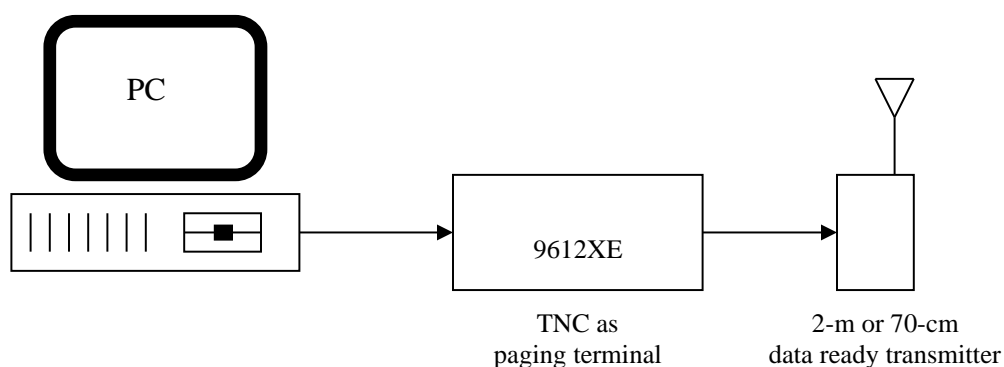 PC
9612XE
TNC as
paging terminal
2-m or 70-cm
data ready transmitter